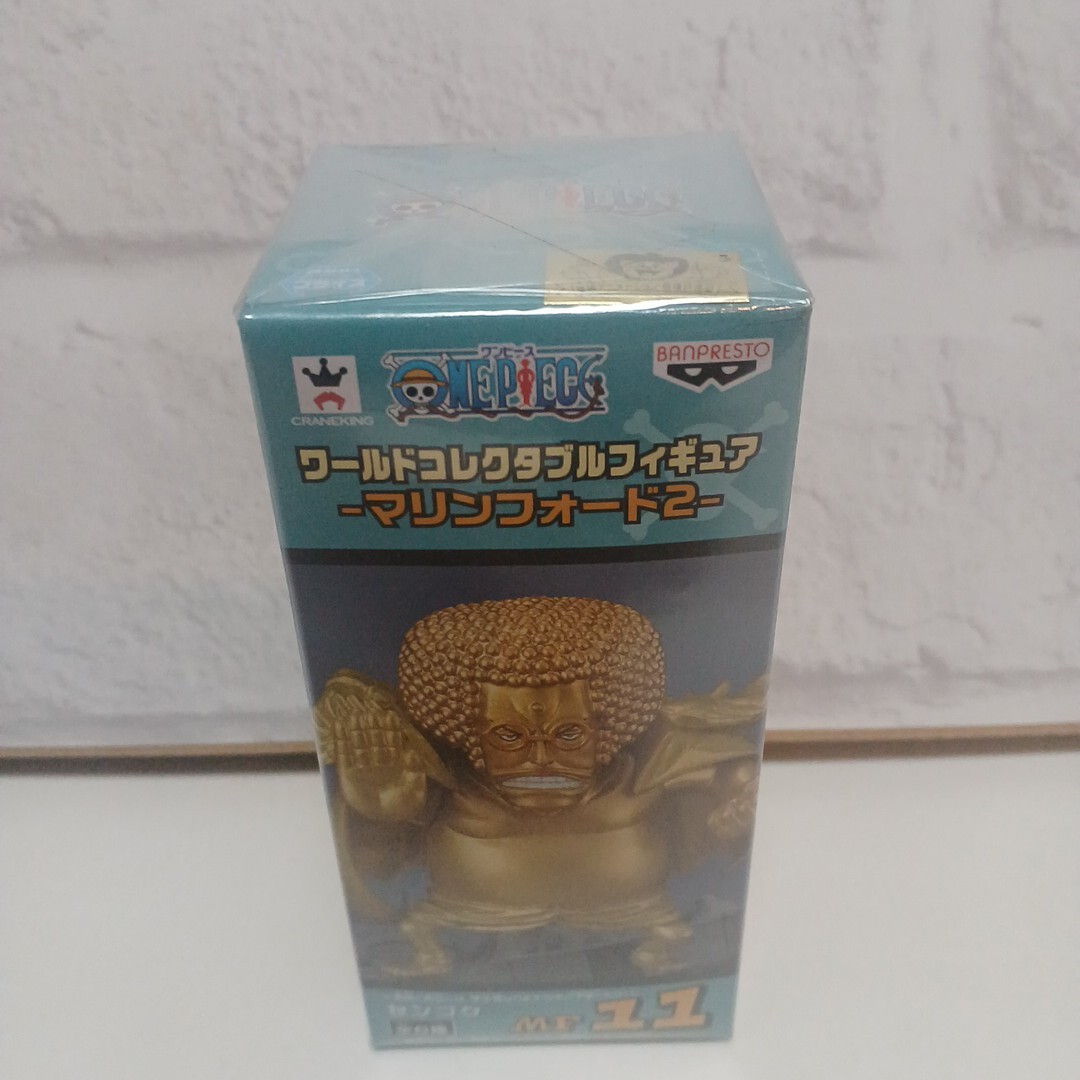 ワンピース
ONE PIECE
BANPRESTO
CRANEKING
ワールドコレクタブルフィギュア
-マリンフォード2-
センゴク
MF 11